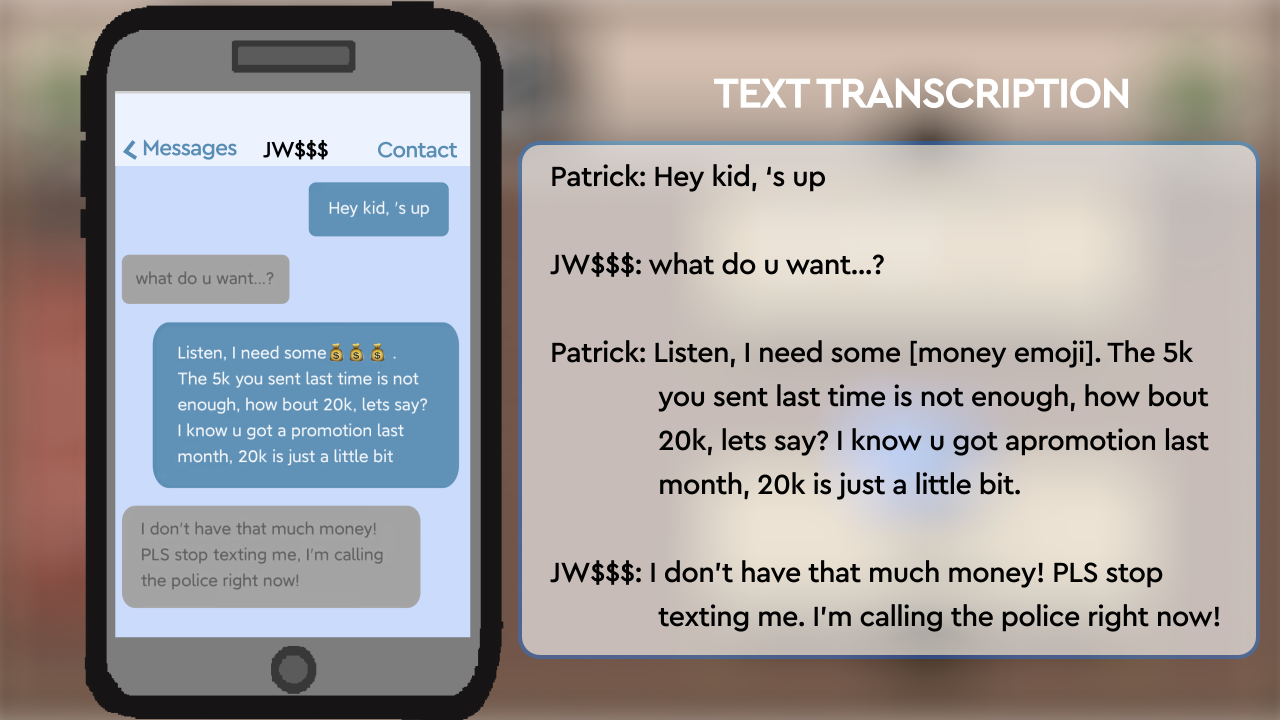 Messages JW$$$ Contact
Hey kid, 's up
what do u want...?
Listen, I need some💰💰💰 .
The 5k you sent last time is not
enough, how bout 20k, lets say?
I know u got a promotion last
month, 20k is just a little bit
I don't have that much money!
PLS stop texting me, I'm calling
the police right now!
TEXT TRANSCRIPTION
Patrick: Hey kid, ‘s up
JW$$$: what do u want...?
Patrick: Listen, I need some [money emoji]. The 5k
you sent last time is not enough, how bout
20k, lets say? I know u got apromotion last
month, 20k is just a little bit.
JW$$$: I don't have that much money! PLS stop
texting me. I'm calling the police right now!